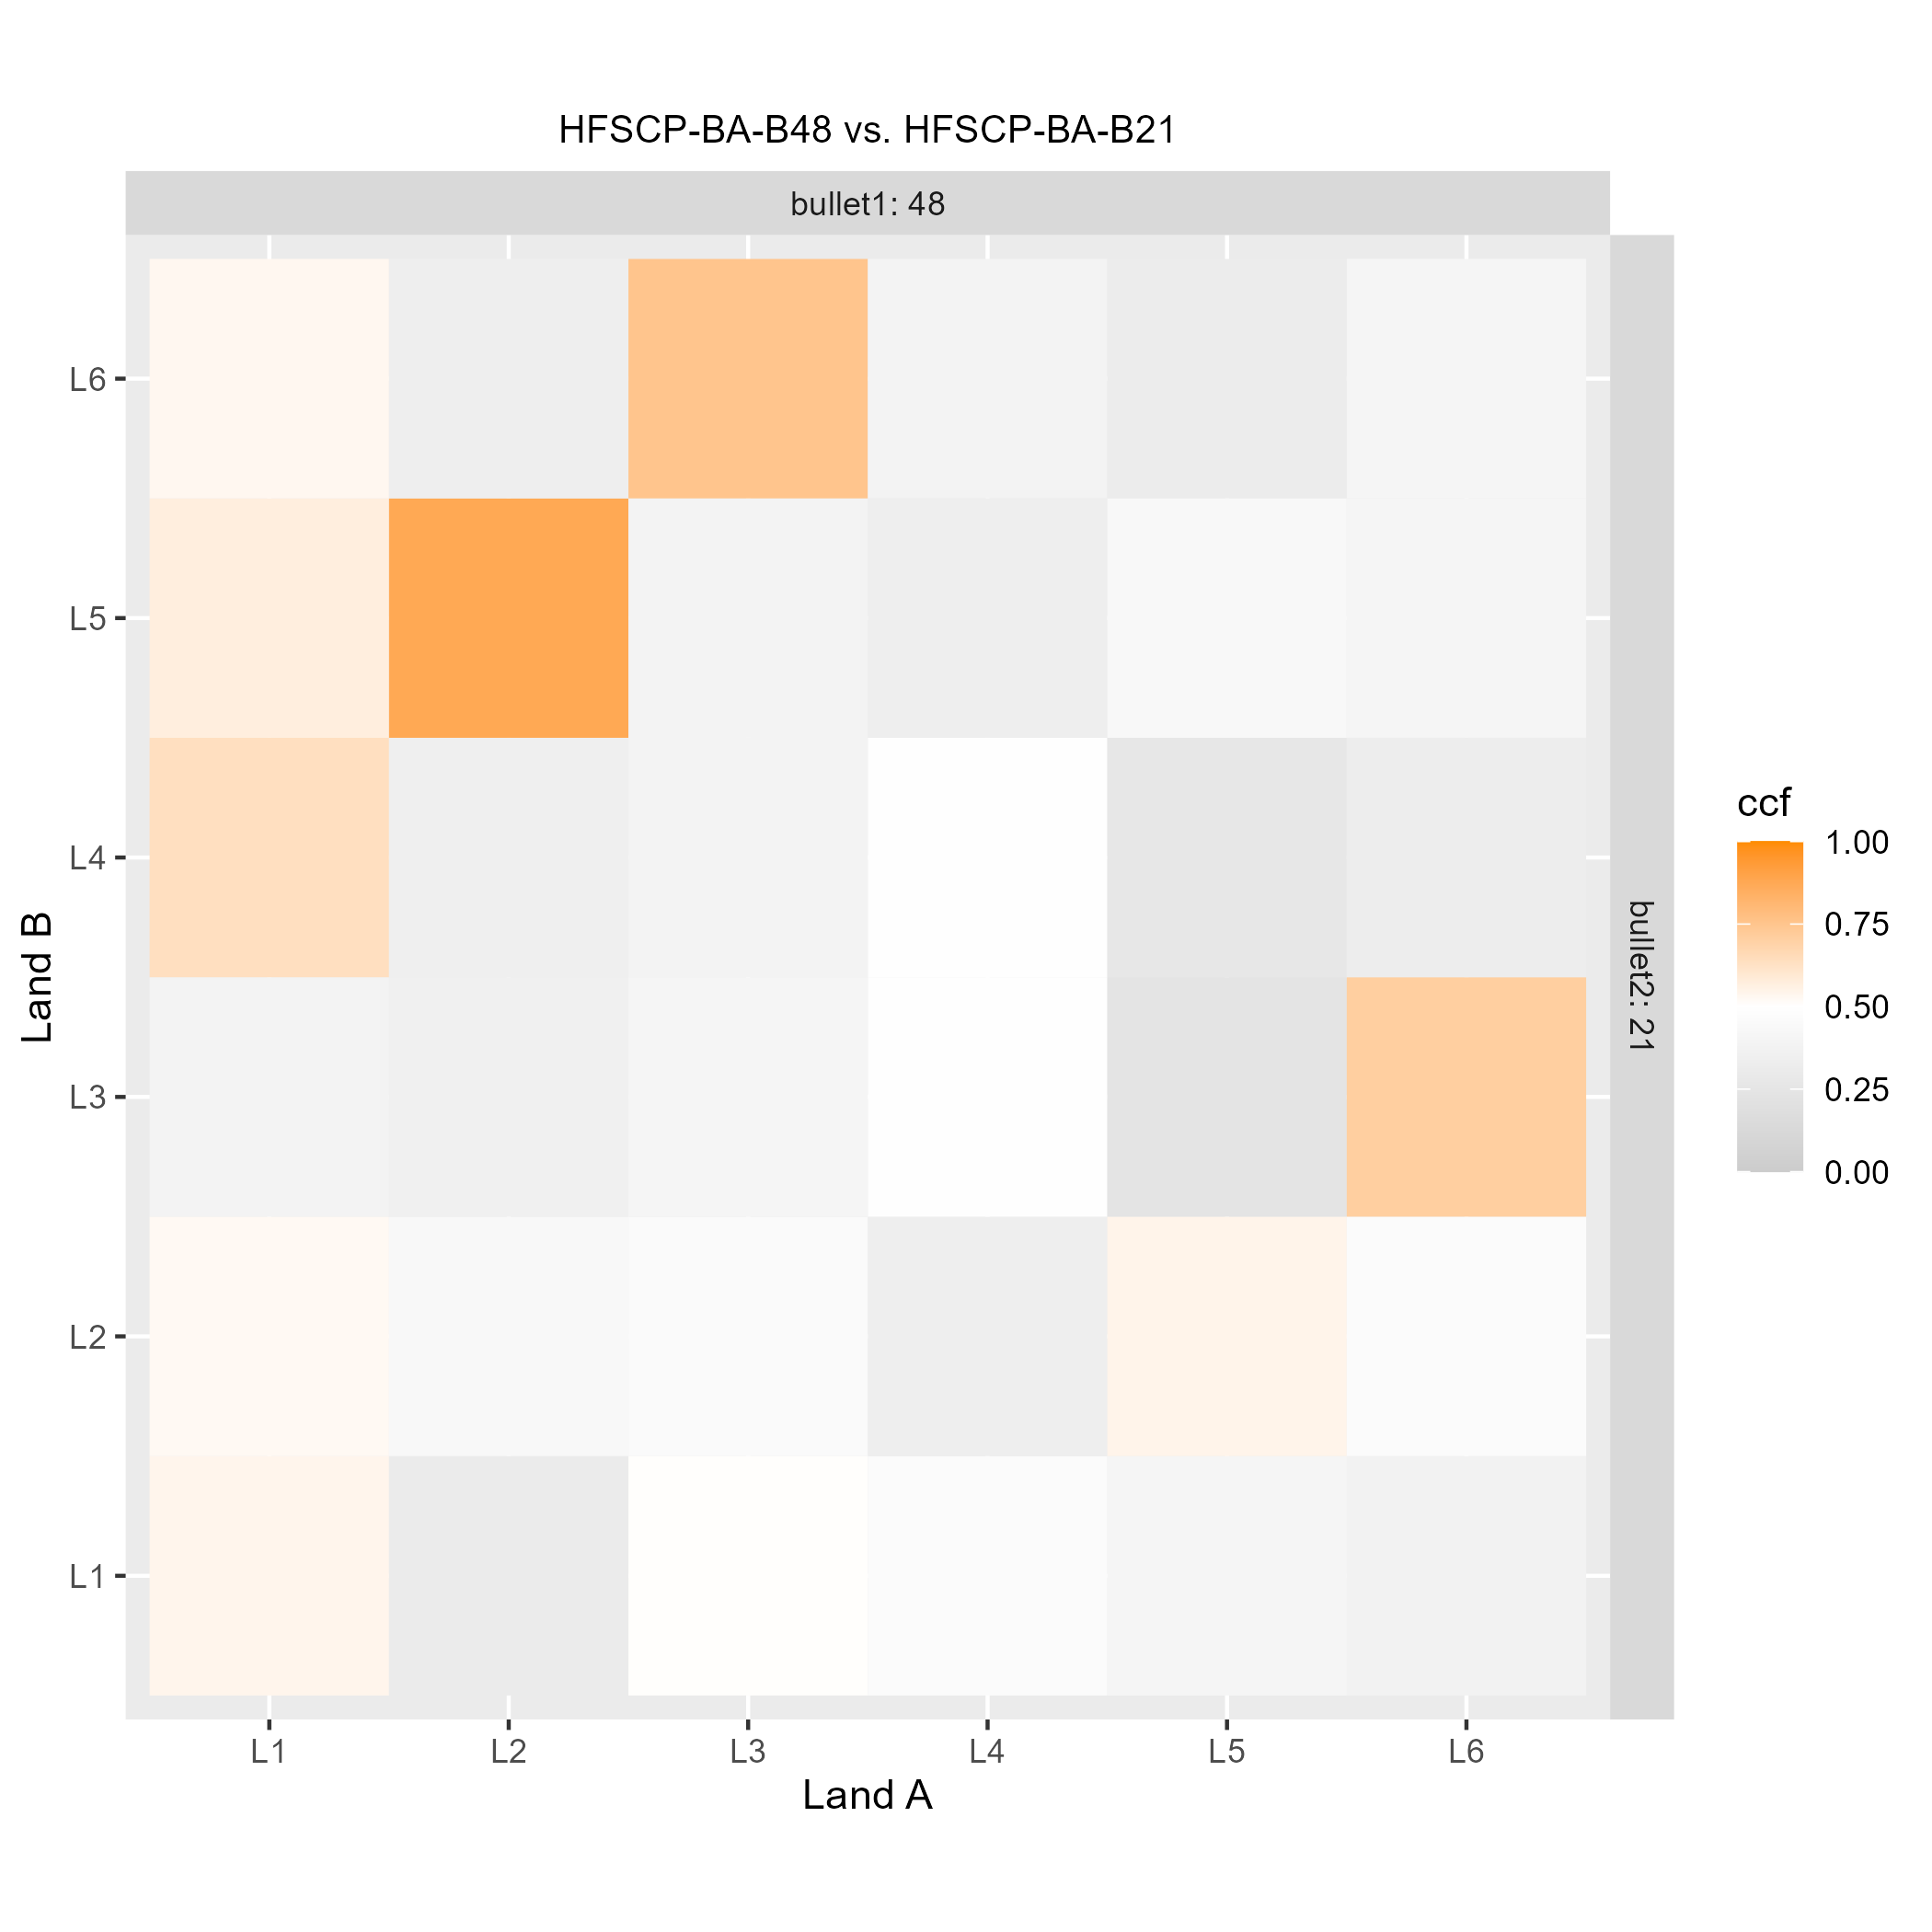 HFSCP-BA-B48 vs. HFSCP-BA-B21
bullet1: 48
L6
L5
L4
L3
L2
L1
Land B
bullet2: 21
L1 L2 L3 L4 L5 L6
Land A
ccf
1.00
0.75
0.50
0.25
0.00